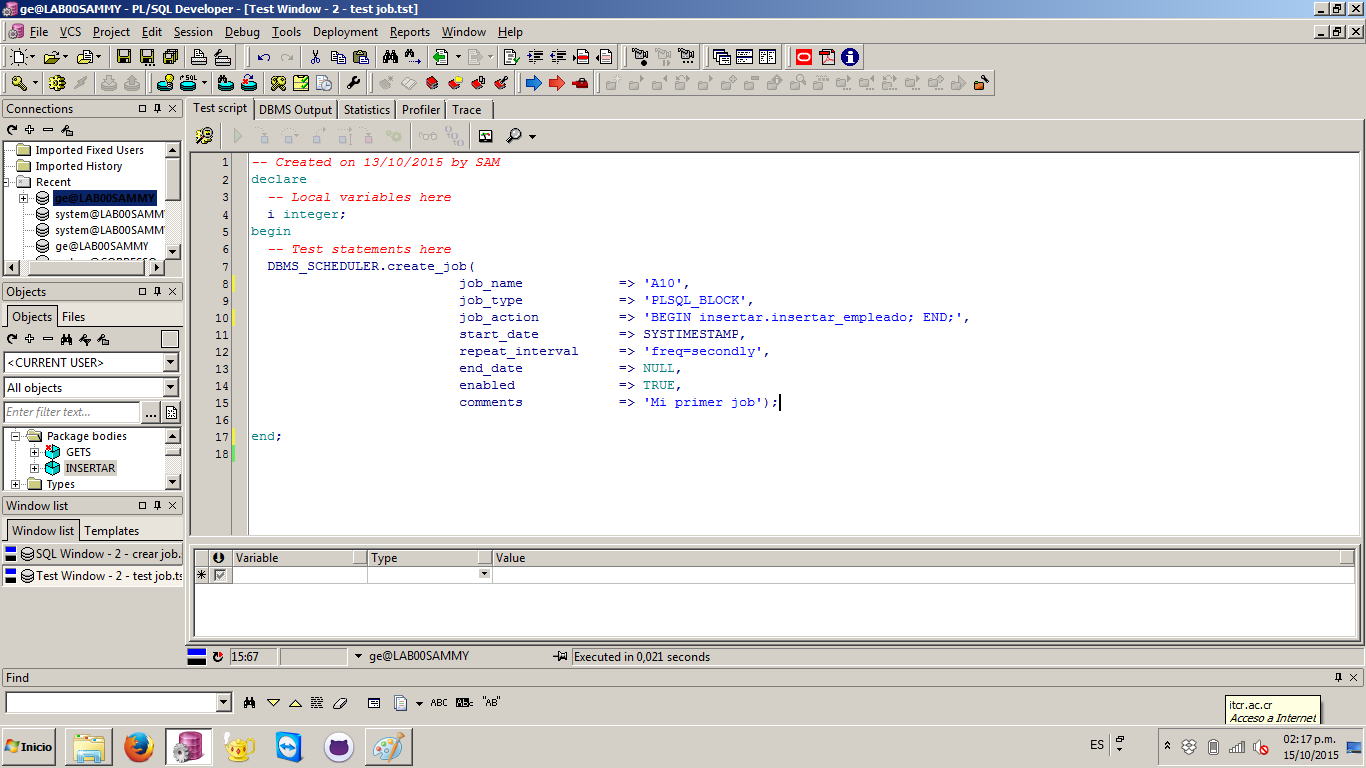 ge@LAB00SAMMY - PL/SQL Developer - [Test Window - 2 - test job.tst]
File VCS Project Edit Session Debug Tools Deployment Reports Window Help
Connections
Imported Fixed Users
Imported History
Recent
ge@LAB00SAMMY
system@LAB00SAMM
system@LAB00SAMM
ge@LAB00SAMMY
Objects
Objects Files
<CURRENT USER>
All objects
Enter filter text... ...
Package bodies
GETS
INSERTAR
Types
Window list
Window list Templates
SQL Window - 2 - crear job.
Test Window - 2 - test job.ts
Test script DBMS Output Statistics Profiler Trace
1 -- Created on 13/10/2015 by SAM
2 declare
3 -- Local variables here
4 i integer;
5 begin
6 -- Test statements here
7 DBMS_SCHEDULER.create_job(
8 job_name => 'A10',
9 job_type => 'PLSQL_BLOCK',
10 job_action => 'BEGIN insertar.insertar_empleado; END;',
11 start_date => SYSTIMESTAMP,
12 repeat_interval => 'freq=secondly',
13 end_date => NULL,
14 enabled => TRUE,
15 comments => 'Mi primer job');
16
17 end;
18
Variable Type Value
15:67 ge@LAB00SAMMY Executed in 0,021 seconds
Find
ABC "AB"
itcr.ac.cr
Acceso a Internet
Inicio
ES
02:17 p.m.
15/10/2015